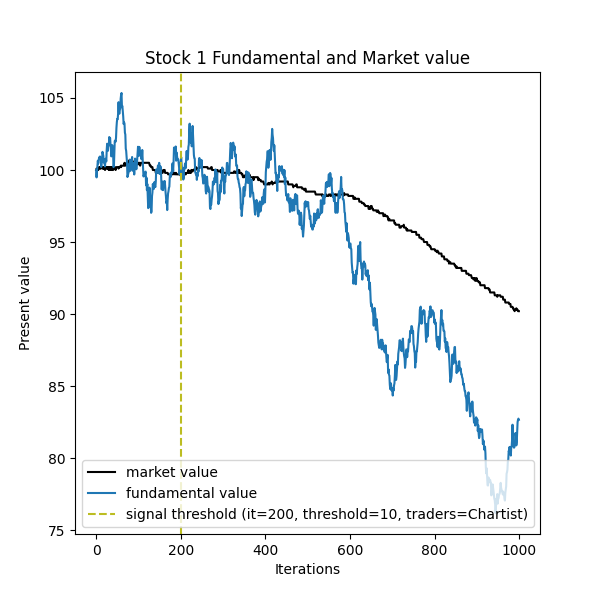 Stock 1 Fundamental and Market value
105
100
95
90
85
80
75
Present value
market value
fundamental value
signal threshold (it=200, threshold=10, traders=Chartist)
0 200 400 600 800 1000
Iterations